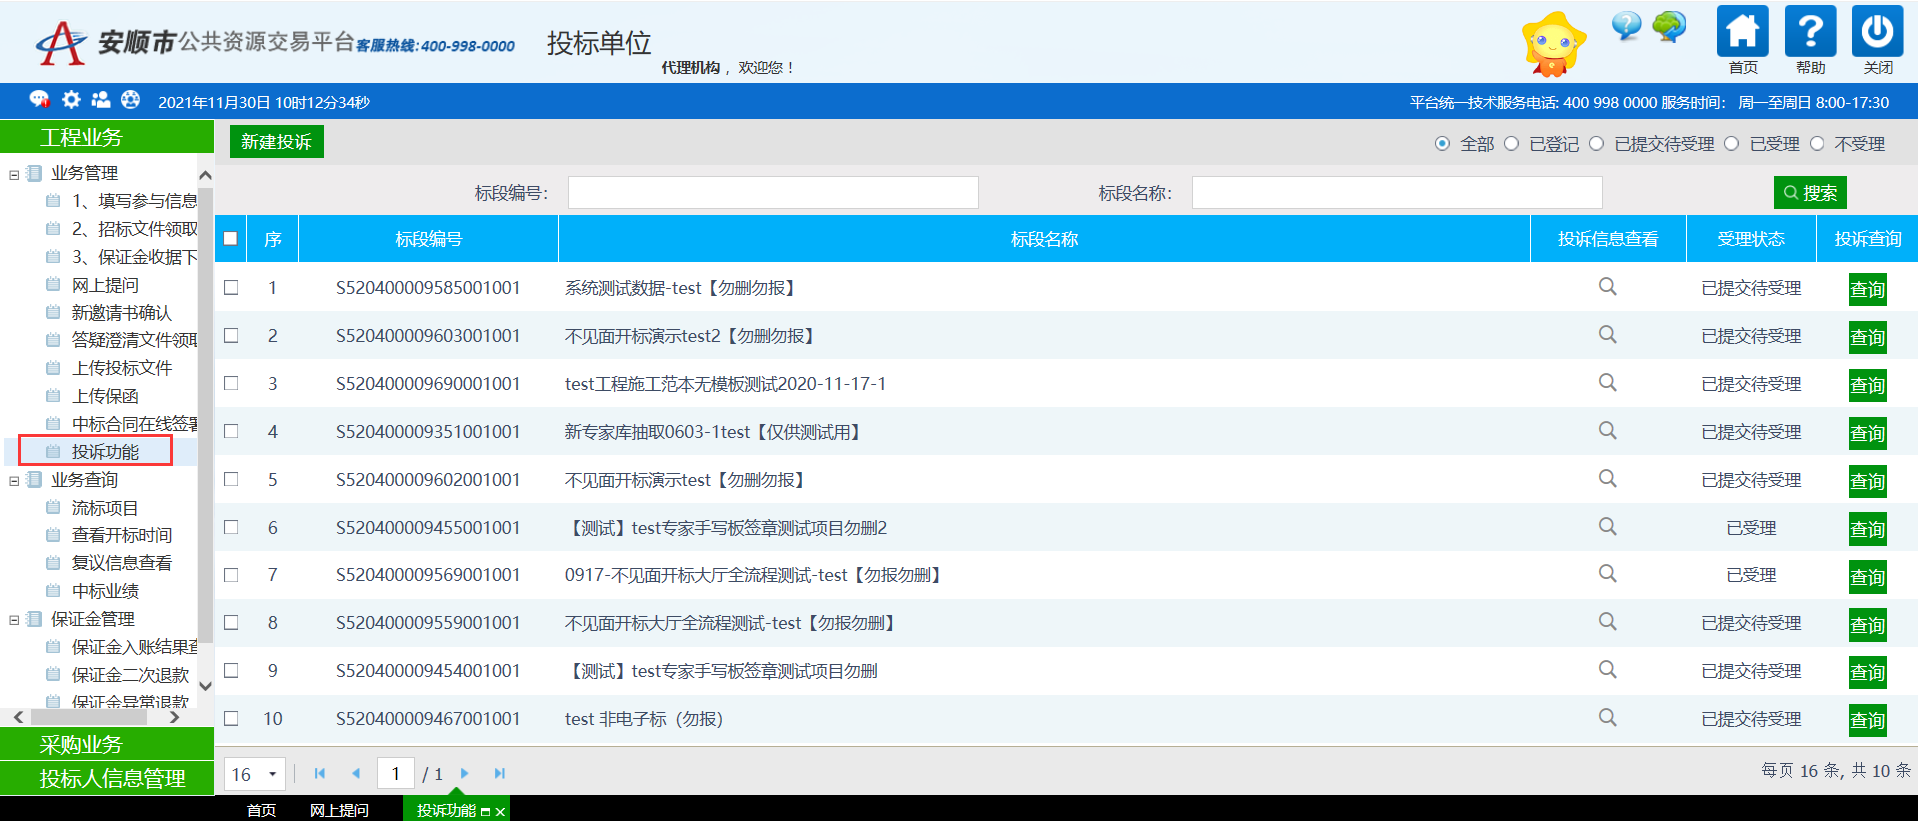 安顺市公共资源交易平台客服热线:400-998-0000
投标单位
代理机构，欢迎您！
首页
帮助
关闭
2021年11月30日 10时12分34秒
平台统一技术服务电话: 400 998 0000 服务时间： 周一至周日 8:00-17:30
工程业务
业务管理
1、填写参与信息
2、招标文件领取
3、保证金收据下
网上提问
新邀请书确认
答疑澄清文件领取
上传投标文件
上传保函
中标合同在线签署
投诉功能
业务查询
流标项目
查看开标时间
复议信息查看
中标业绩
保证金管理
保证金入账结果查
保证金二次退款
保证金异常退款
采购业务
投标人信息管理
新建投诉
全部 已登记 已提交待受理 已受理 不受理
标段编号： 标段名称： 搜索
序 标段编号 标段名称 投诉信息查看 受理状态 投诉查询
1 S520400009585001001 系统测试数据-test【勿删勿报】 已提交待受理 查询
2 S520400009603001001 不见面开标演示test2【勿删勿报】 已提交待受理 查询
3 S520400009690001001 test工程施工范本无模板测试2020-11-17-1 已提交待受理 查询
4 S520400009351001001 新专家库抽取0603-1test【仅供测试用】 已提交待受理 查询
5 S520400009602001001 不见面开标演示test【勿删勿报】 已提交待受理 查询
6 S520400009455001001 【测试】test专家手写板签章测试项目勿删2 已受理 查询
7 S520400009569001001 0917-不见面开标大厅全流程测试-test【勿报勿删】 已受理 查询
8 S520400009559001001 不见面开标大厅全流程测试-test【勿报勿删】 已提交待受理 查询
9 S520400009454001001 【测试】test专家手写板签章测试项目勿删 已提交待受理 查询
10 S520400009467001001 test 非电子标（勿报） 已提交待受理 查询
16 1 / 1 每页 16 条, 共 10 条
首页 网上提问 投诉功能